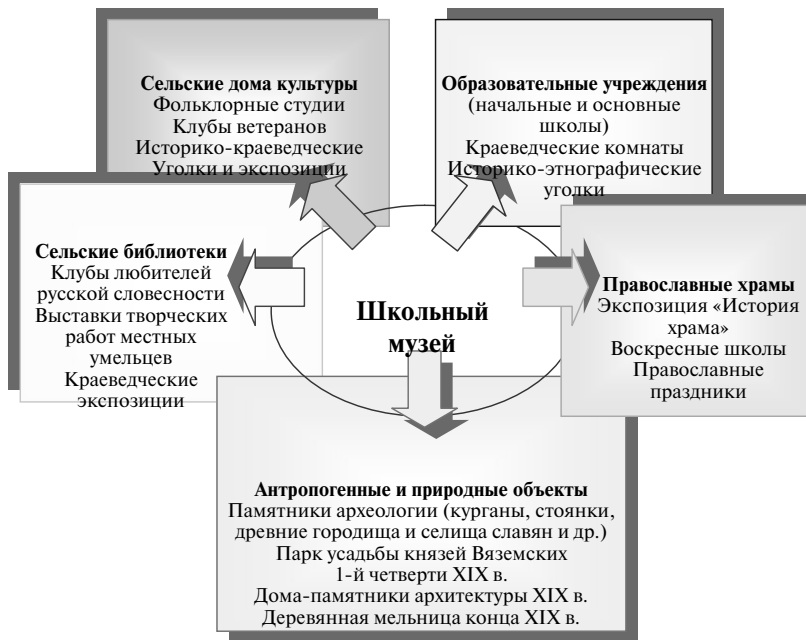 Сельские дома культуры
Фольклорные студии
Клубы ветеранов
Историко-краеведческие
Уголки и экспозиции
Образовательные учреждения
(начальные и основные
школы)
Краеведческие комнаты
Историко-этнографические
уголки
Сельские библиотеки
Клубы любителей
русской словесности
Выставки творческих
работ местных
умельцев
Краеведческие
экспозиции
Школьный
музей
Православные храмы
Экспозиция «История
храма»
Воскресные школы
Православные
праздники
Антропогенные и природные объекты
Памятники археологии (курганы, стоянки,
древние городища и селища славян и др.)
Парк усадьбы князей Вяземских
1-й четверти XIX в.
Дома-памятники архитектуры XIX в.
Деревянная мельница конца XIX в.